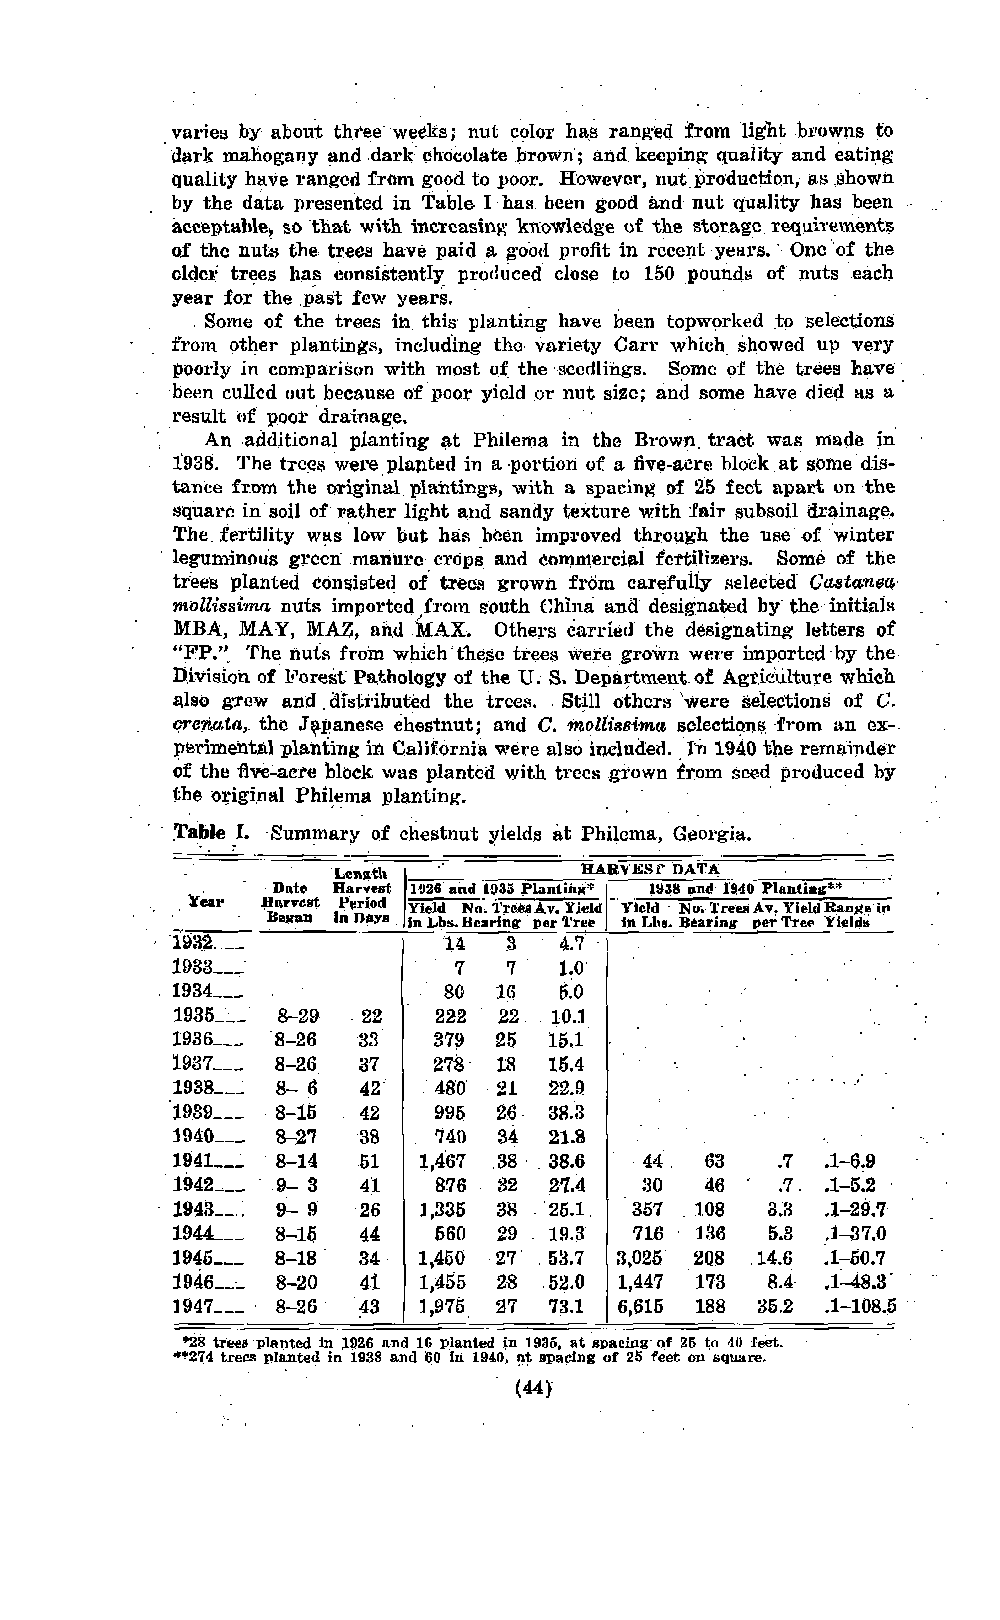 varies by about three weeks; nut color has ranged from light browns to
dark mahogany and dark chocolate brown; and keeping quality and eating
quality have ranged from good to poor. However, nut production, as shown
by the data presented in Table I has been good and nut quality has been
acceptable, so that with increasing knowledge of the storage requirements
of the nuts the trees have paid a good profit in recent years. One of the
older trees has consistently produced close to 150 pounds of nuts each
year for the past few years.
Some of the trees in this planting have been topworked to selections
from other plantings, including the variety Carr which showed up very
poorly in comparison with most of the seedlings. Some of the trees have
been culled out because of poor yield or nut size; and some have died as a
result of poor drainage.
An additional planting at Philema in the Brown tract was made in
1938. The trees were planted in a portion of a five-acre block at some dis-
tance from the original plantings, with a spacing of 25 feet apart on the
square in soil of rather light and sandy texture with fair subsoil drainage.
The fertility was low but has been improved through the use of winter
leguminous green manure crops and commercial fertilizers. Some of the
trees planted consisted of trees grown from carefully selected Castanea
mollissima nuts imported from south China and designated by the initials
MBA, MAY, MAZ, and MAX. Others carried the designating letters of
"FP." The nuts from which these trees were grown were imported by the
Division of Forest Pathology of the U. S. Department of Agriculture which
also grew and distributed the trees. Still others were selections of C.
crenata, the Japanese chestnut; and C. mollissima selections from an ex-
perimental planting in California were also included. In 1940 the remainder
of the five-acre block was planted with trees grown from seed produced by
the original Philema planting.
Table I. Summary of chestnut yields at Philema, Georgia.
Length HARVEST DATA
Date Harvest 1926 and 1935 Planting* 1938 and 1940 Planting**
Year Harvest Period Yield No. Trees Av. Yield Yield No. Trees Av. Yield Range in
Began In Days in Lbs. Bearing per Tree in Lbs. Bearing per Tree Yields
1932___ 14 3 4.7
1933___ 7 7 1.0
1934___ 80 16 5.0
1935___ 8-29 22 222 22 10.1
1936___ 8-26 33 379 25 15.1
1937___ 8-26 37 278 18 15.4
1938___ 8- 6 42 480 21 22.9
1939___ 8-15 42 995 26 38.3
1940___ 8-27 38 740 34 21.8
1941___ 8-14 51 1,467 38 38.6 44 63 .7 .1-6.9
1942___ 9- 3 41 876 32 27.4 30 46 .7 .1-5.2
1943___ 9- 9 26 1,335 38 25.1 357 108 3.3 .1-29.7
1944___ 8-15 44 560 29 19.3 716 136 5.3 .1-37.0
1945___ 8-18 34 1,450 27 53.7 3,025 208 14.6 .1-50.7
1946___ 8-20 41 1,455 28 52.0 1,447 173 8.4 .1-48.3
1947___ 8-26 43 1,975 27 73.1 6,615 188 35.2 .1-108.5
*28 trees planted in 1926 and 16 planted in 1935, at spacing of 25 to 40 feet.
**274 trees planted in 1938 and 60 in 1940, at spacing of 25 feet on square.
(44)